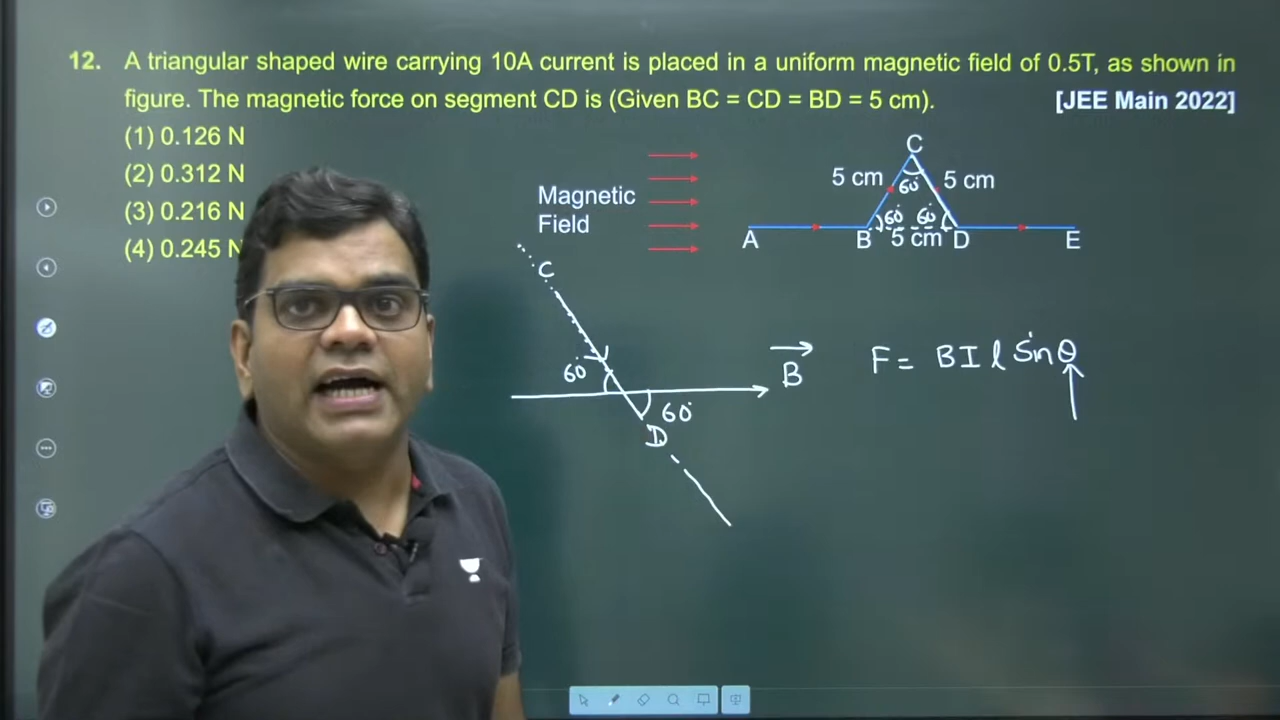 12. A triangular shaped wire carrying 10A current is placed in a uniform magnetic field of 0.5T, as shown in
figure. The magnetic force on segment CD is (Given BC = CD = BD = 5 cm). [JEE Main 2022]
(1) 0.126 N
(2) 0.312 N
(3) 0.216 N
(4) 0.245 N
Magnetic
Field
C
5 cm 60° 5 cm
60° 60°
A B 5 cm D E
C
60°
B
F = BIl Sinθ
60°
D